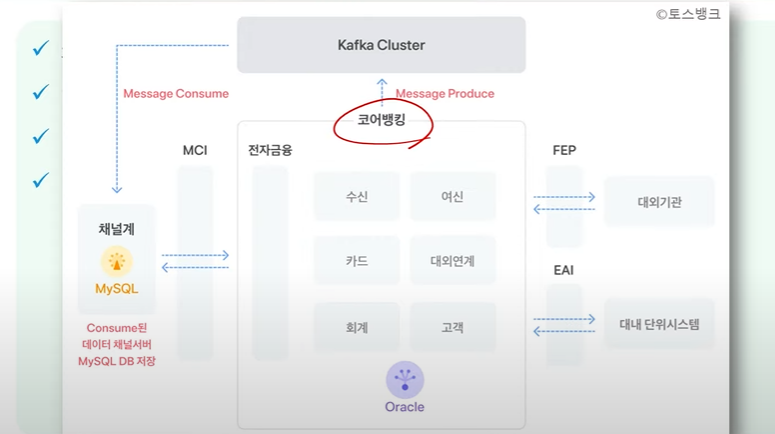 ©토스뱅크
Kafka Cluster
Message Consume
Message Produce
코어뱅킹
MCI
전자금융
FEP
수신
여신
대외기관
채널계
MySQL
카드
대외연계
EAI
Consume된
데이터 채널서버
MySQL DB 저장
회계
고객
대내 단위시스템
Oracle